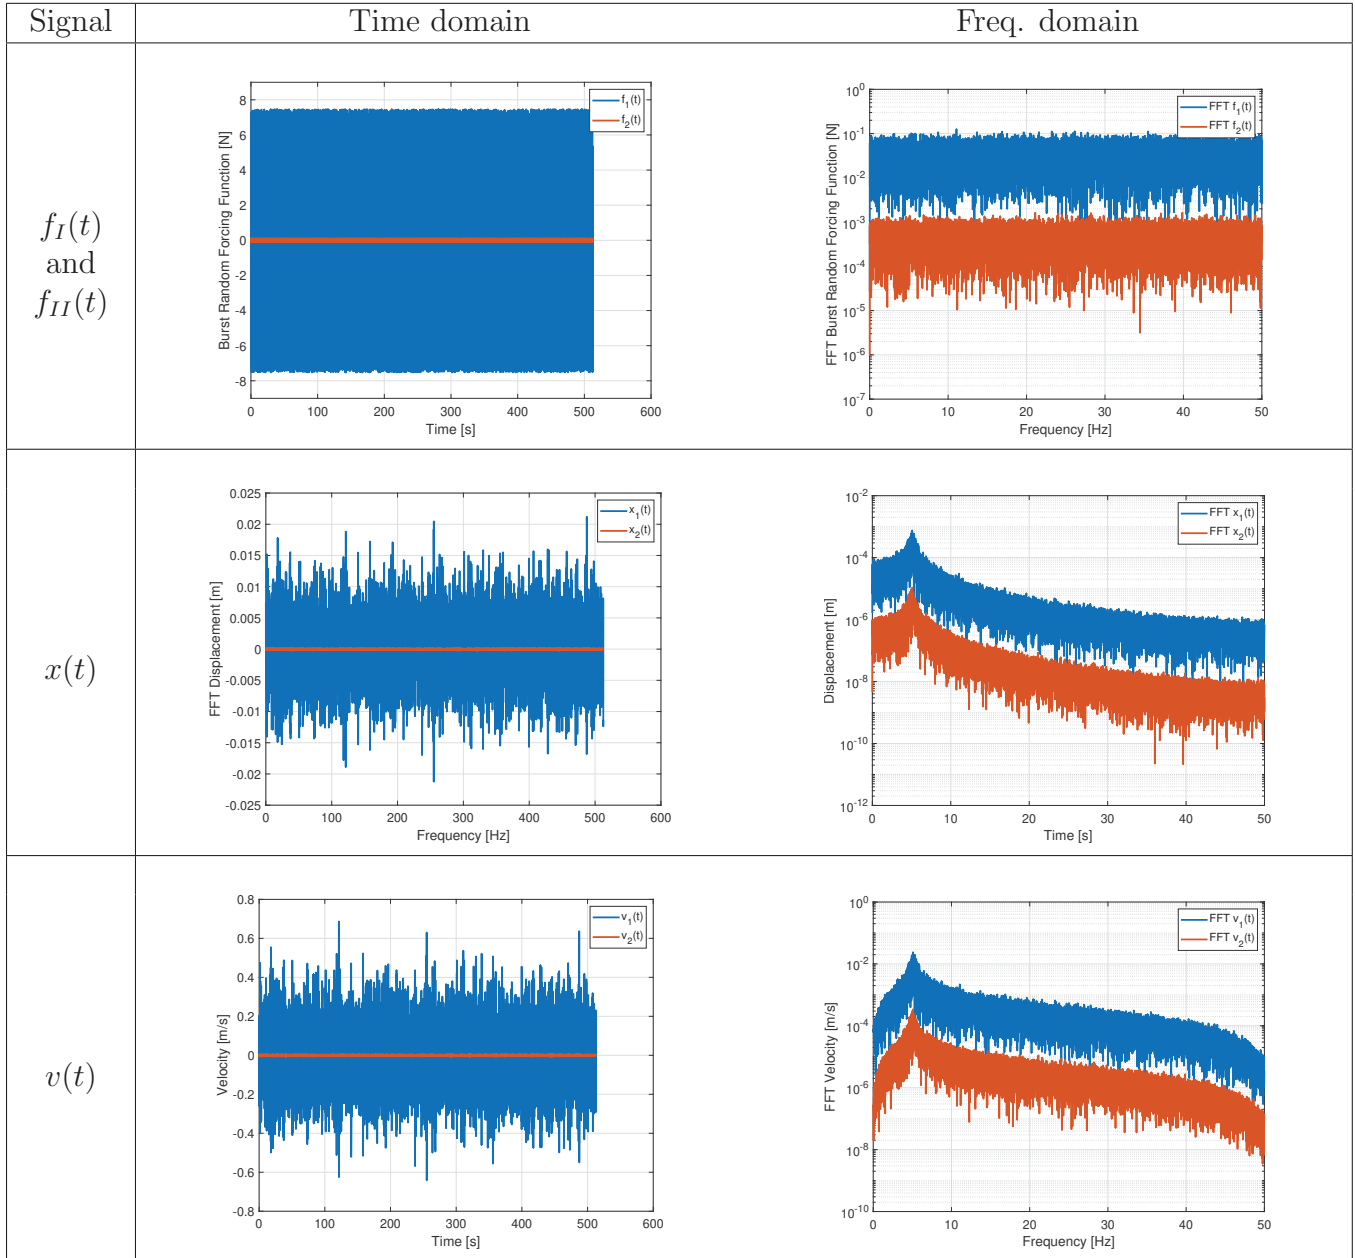 Signal Time domain Freq. domain
f_I(t)
and
f_II(t)
8
6
4
2
0
-2
-4
-6
-8
0 100 200 300 400 500 600
Time [s]
Burst Random Forcing Function [N]
f_1(t)
f_2(t)
10^0
10^-1
10^-2
10^-3
10^-4
10^-5
10^-6
10^-7
0 10 20 30 40 50
Frequency [Hz]
FFT Burst Random Forcing Function [N]
FFT f_1(t)
FFT f_2(t)
x(t)
0.025
0.02
0.015
0.01
0.005
0
-0.005
-0.01
-0.015
-0.02
-0.025
0 100 200 300 400 500 600
Frequency [Hz]
FFT Displacement [m]
x_1(t)
x_2(t)
10^-2
10^-4
10^-6
10^-8
10^-10
10^-12
0 10 20 30 40 50
Time [s]
Displacement [m]
FFT x_1(t)
FFT x_2(t)
v(t)
0.8
0.6
0.4
0.2
0
-0.2
-0.4
-0.6
-0.8
0 100 200 300 400 500 600
Time [s]
Velocity [m/s]
v_1(t)
v_2(t)
10^0
10^-2
10^-4
10^-6
10^-8
10^-10
0 10 20 30 40 50
Frequency [Hz]
FFT Velocity [m/s]
FFT v_1(t)
FFT v_2(t)